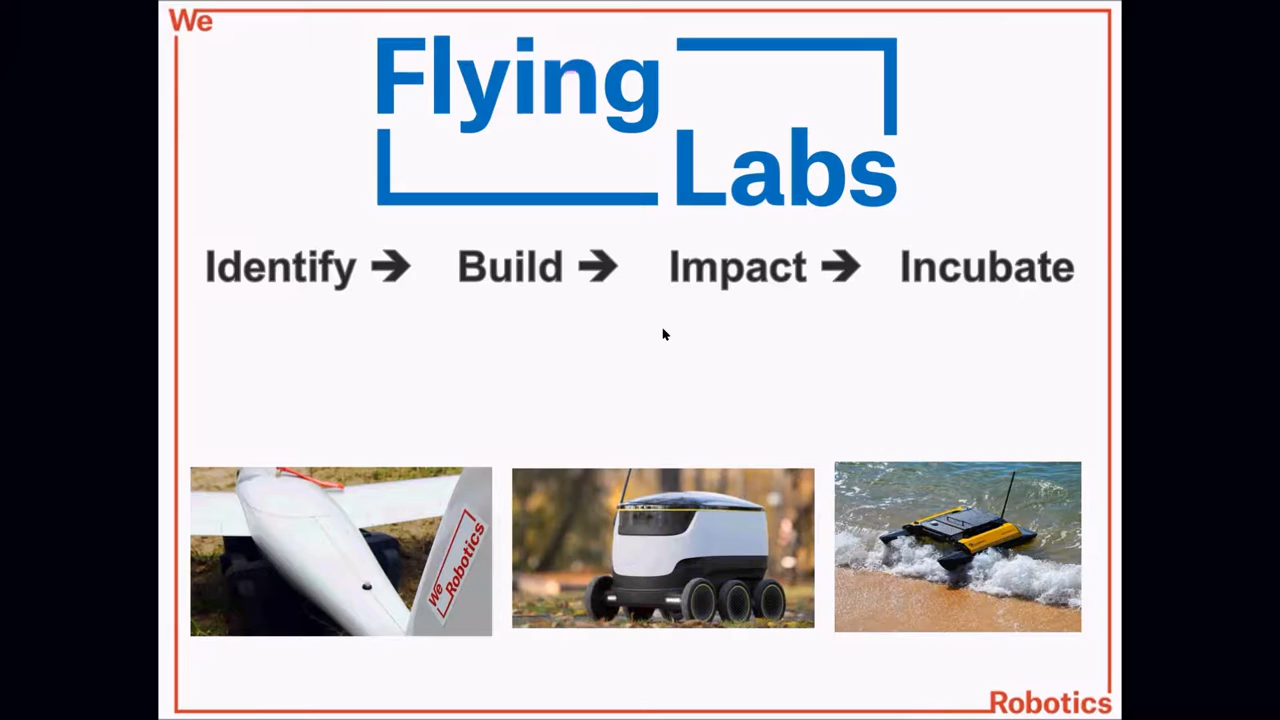 We
Flying
Labs
Identify ➔ Build ➔ Impact ➔ Incubate
We
Robotics
Robotics